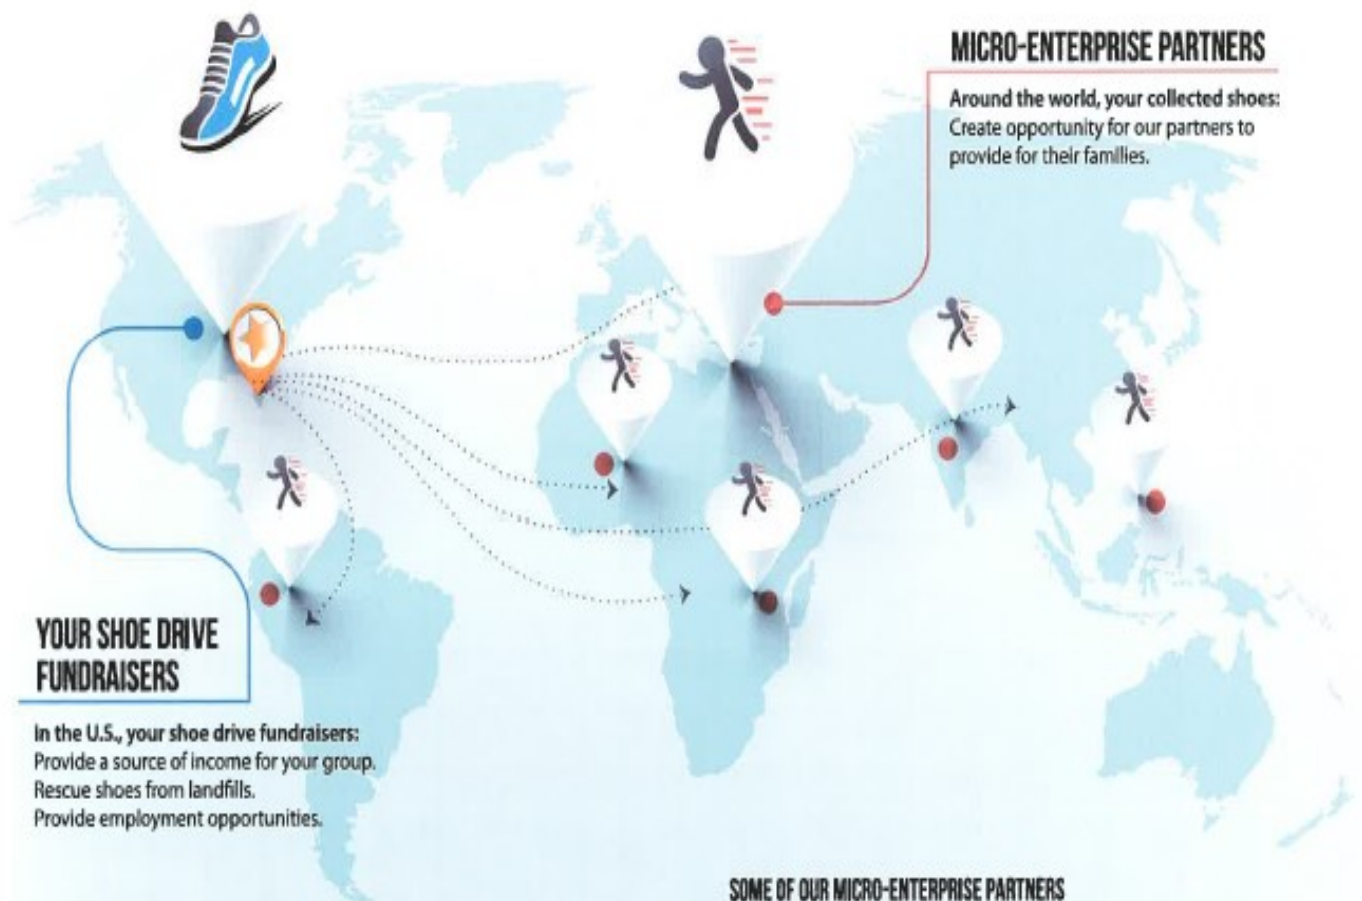 MICRO-ENTERPRISE PARTNERS
Around the world, your collected shoes:
Create opportunity for our partners to
provide for their families.
YOUR SHOE DRIVE
FUNDRAISERS
In the U.S., your shoe drive fundraisers:
Provide a source of income for your group.
Rescue shoes from landfills.
Provide employment opportunities.
SOME OF OUR MICRO-ENTERPRISE PARTNERS